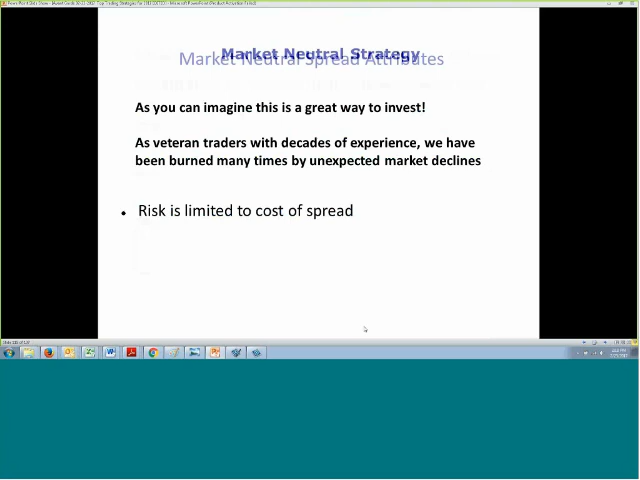 Market Neutral Strategy
Market Neutral Spread Attributes
As you can imagine this is a great way to invest!
As veteran traders with decades of experience, we have
been burned many times by unexpected market declines
• Risk is limited to cost of spread